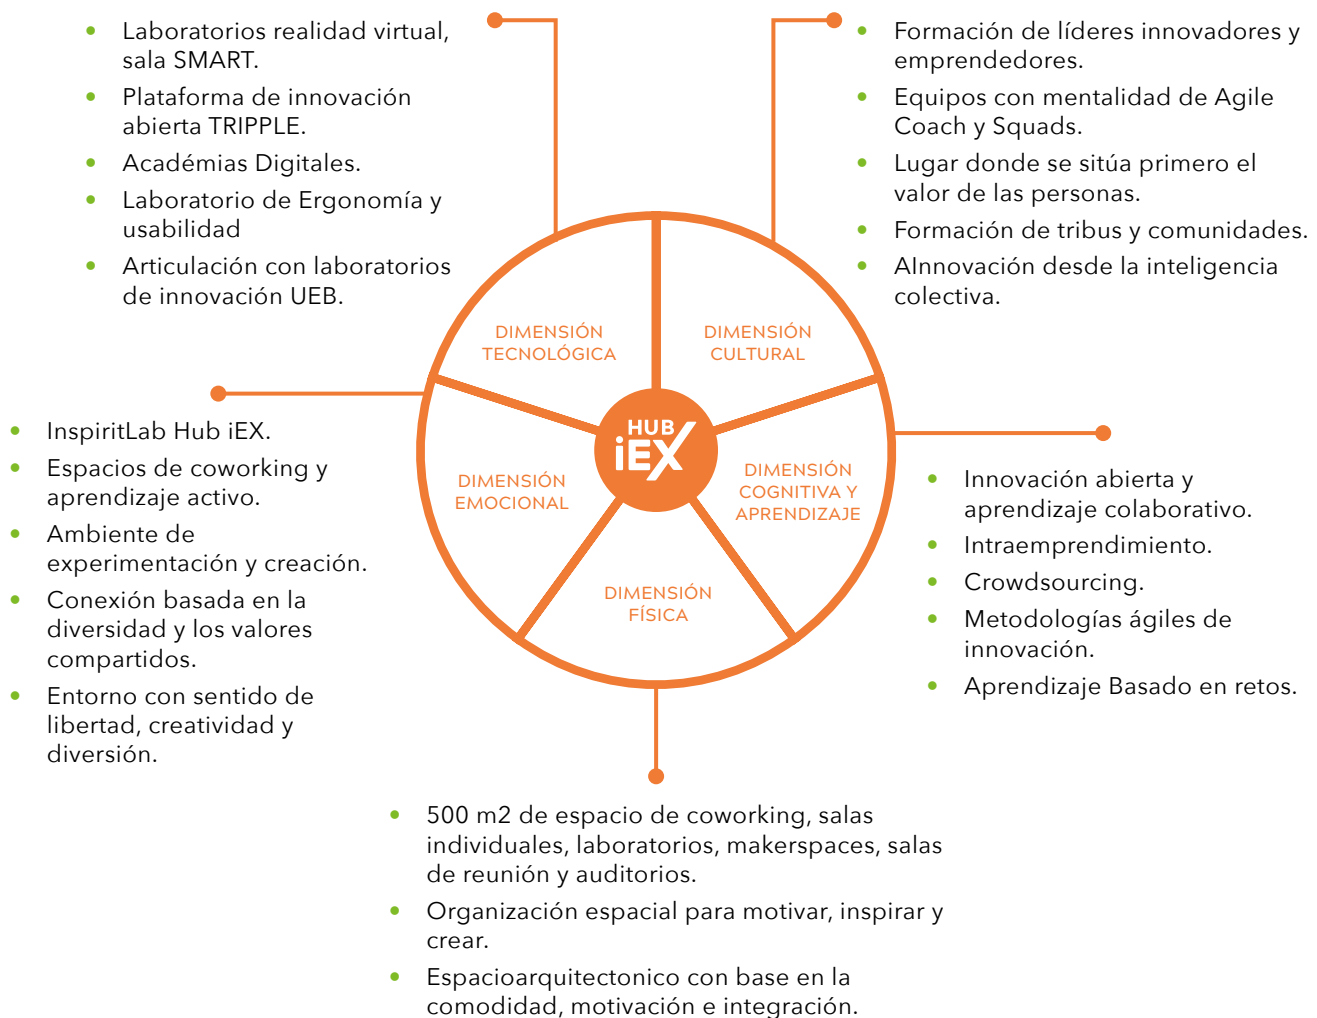 Laboratorios realidad virtual,
sala SMART.
Plataforma de innovación
abierta TRIPPLE.
Académias Digitales.
Laboratorio de Ergonomía y
usabilidad
Articulación con laboratorios
de innovación UEB.
Formación de líderes innovadores y
emprendedores.
Equipos con mentalidad de Agile
Coach y Squads.
Lugar donde se sitúa primero el
valor de las personas.
Formación de tribus y comunidades.
AInnovación desde la inteligencia
colectiva.
DIMENSIÓN
TECNOLÓGICA
DIMENSIÓN
CULTURAL
HUB
iEX
DIMENSIÓN
EMOCIONAL
DIMENSIÓN
COGNITIVA Y
APRENDIZAJE
DIMENSIÓN
FÍSICA
InspiritLab Hub iEX.
Espacios de coworking y
aprendizaje activo.
Ambiente de
experimentación y creación.
Conexión basada en la
diversidad y los valores
compartidos.
Entorno con sentido de
libertad, creatividad y
diversión.
Innovación abierta y
aprendizaje colaborativo.
Intraemprendimiento.
Crowdsourcing.
Metodologías ágiles de
innovación.
Aprendizaje Basado en retos.
500 m2 de espacio de coworking, salas
individuales, laboratorios, makerspaces, salas
de reunión y auditorios.
Organización espacial para motivar, inspirar y
crear.
Espacioarquitectonico con base en la
comodidad, motivación e integración.